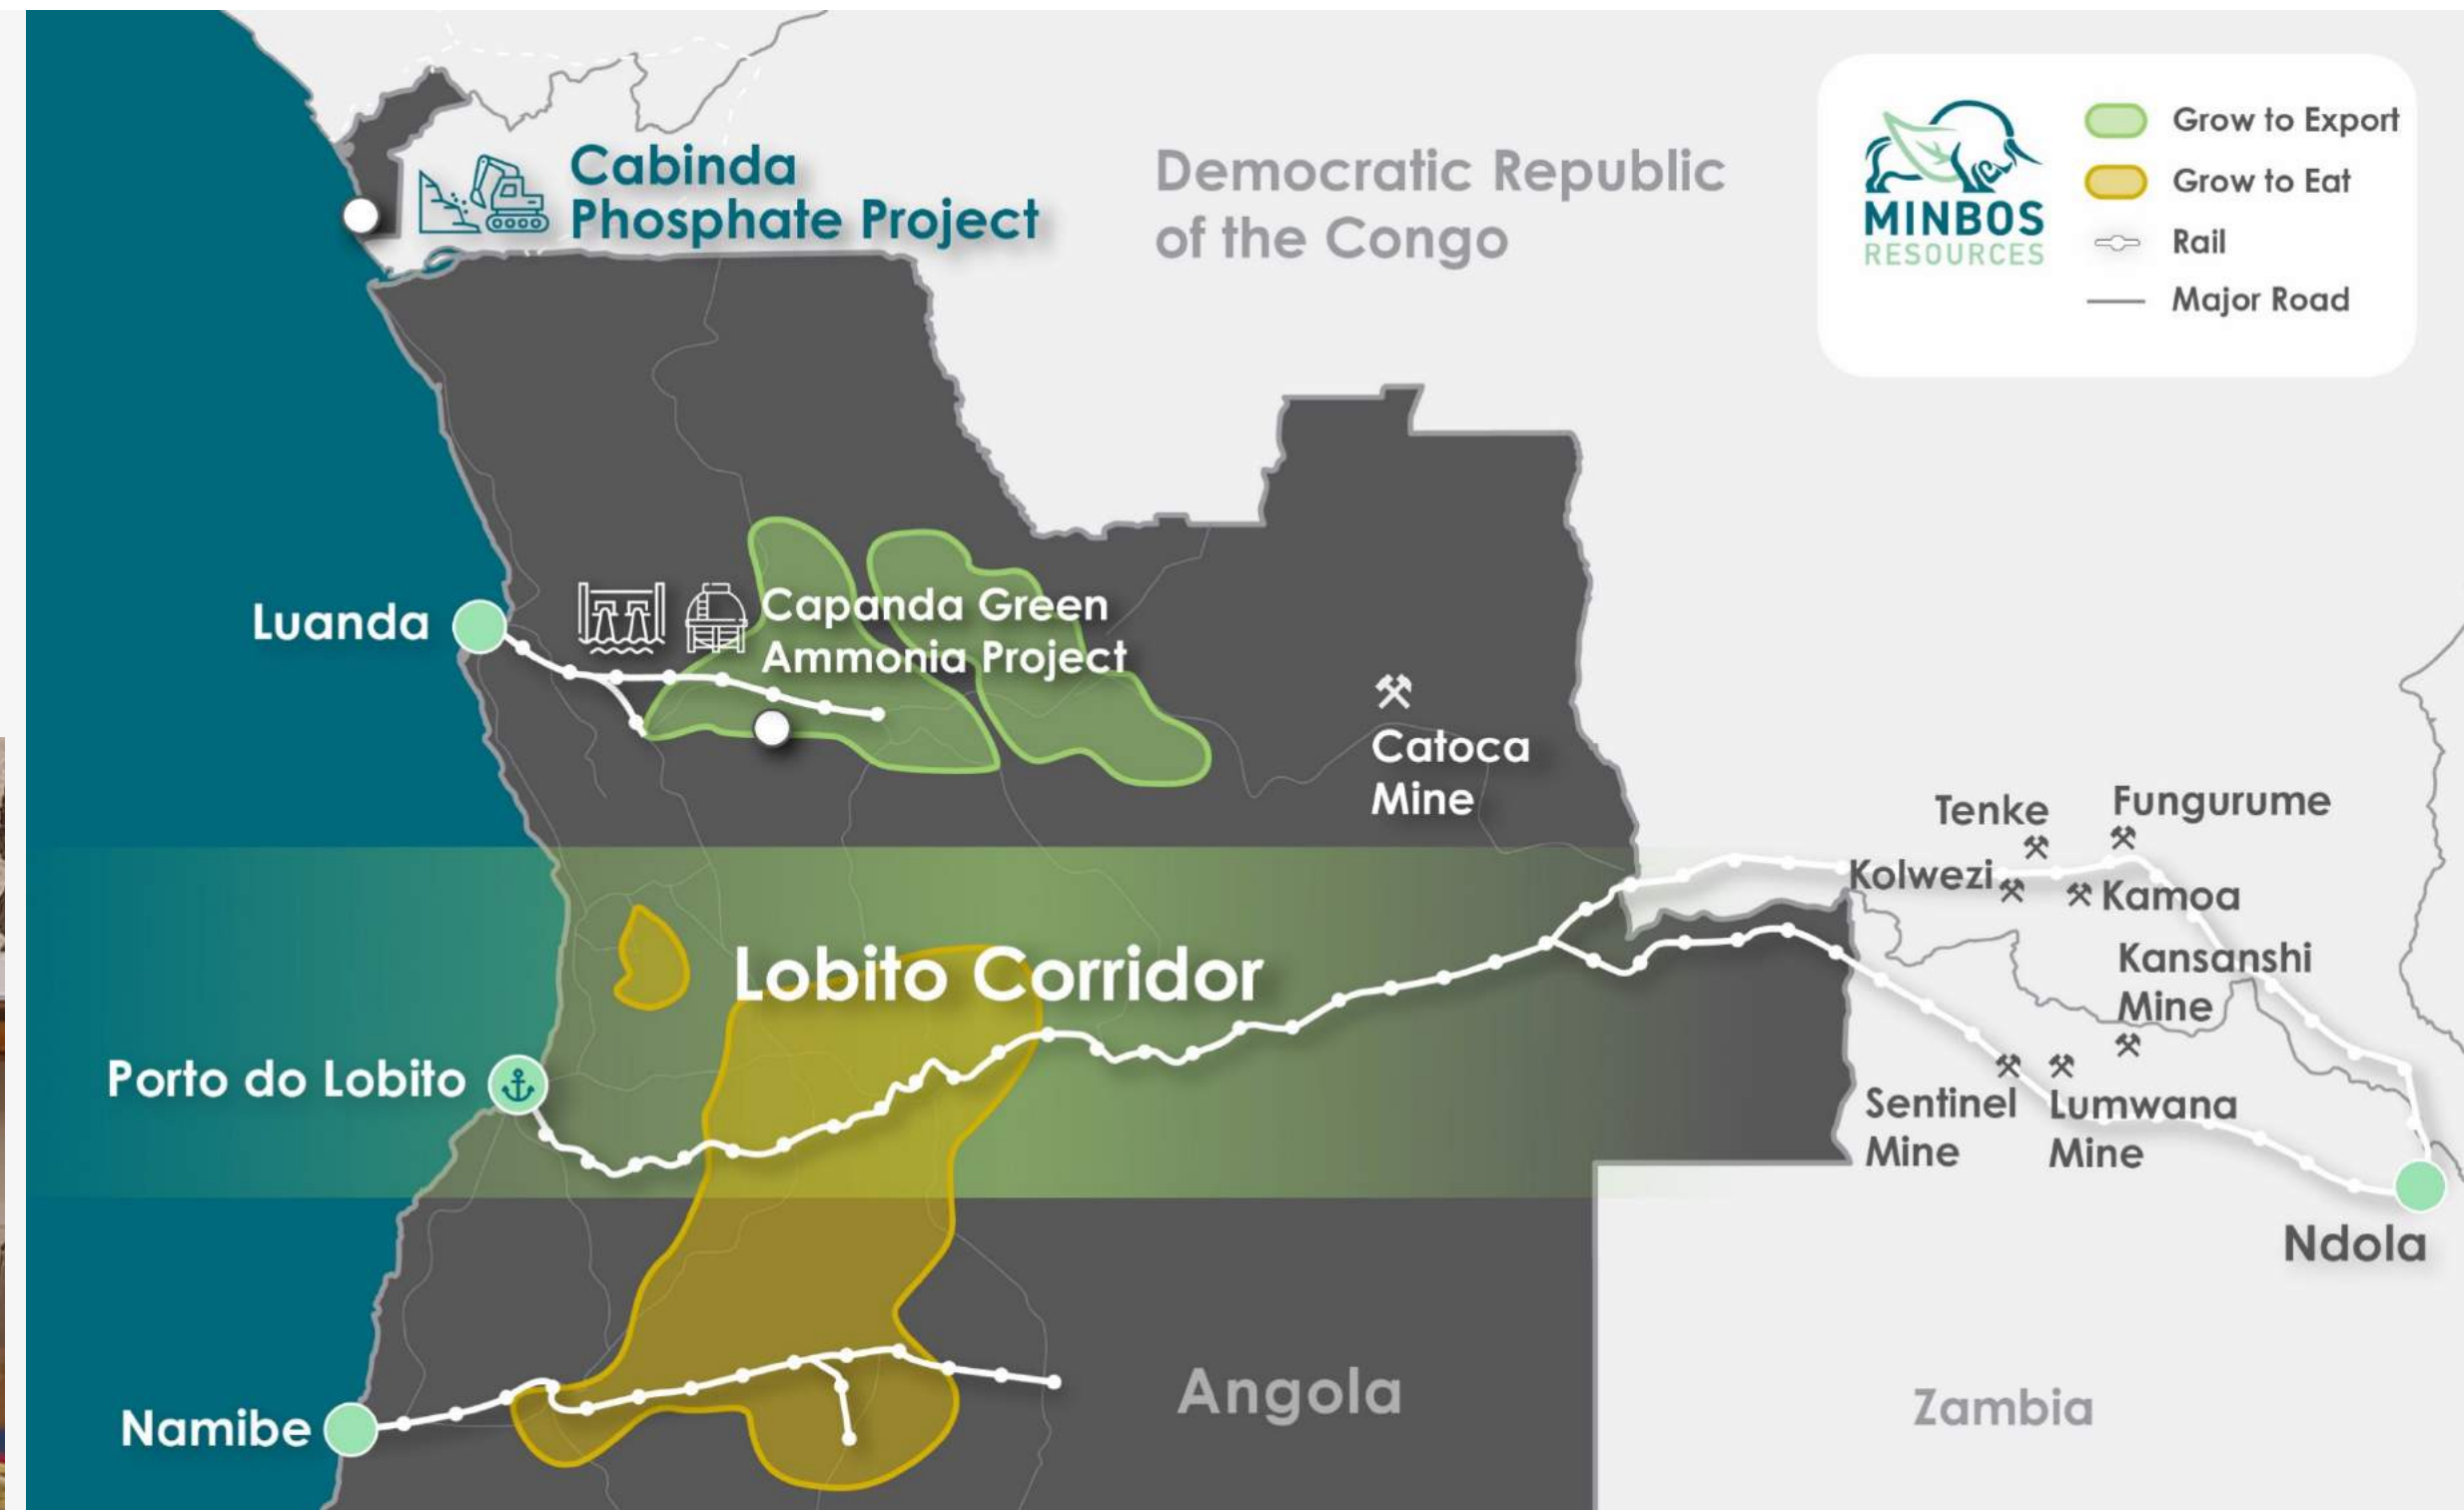 Cabinda
Phosphate Project
Democratic Republic
of the Congo
MINBOS
RESOURCES
Grow to Export
Grow to Eat
Rail
Major Road
Luanda
Capanda Green
Ammonia Project
Catoca
Mine
Tenke
Fungurume
Kolwezi
Kamoa
Lobito Corridor
Kansanshi
Mine
Porto do Lobito
Sentinel
Mine
Lumwana
Mine
Ndola
Namibe
Angola
Zambia